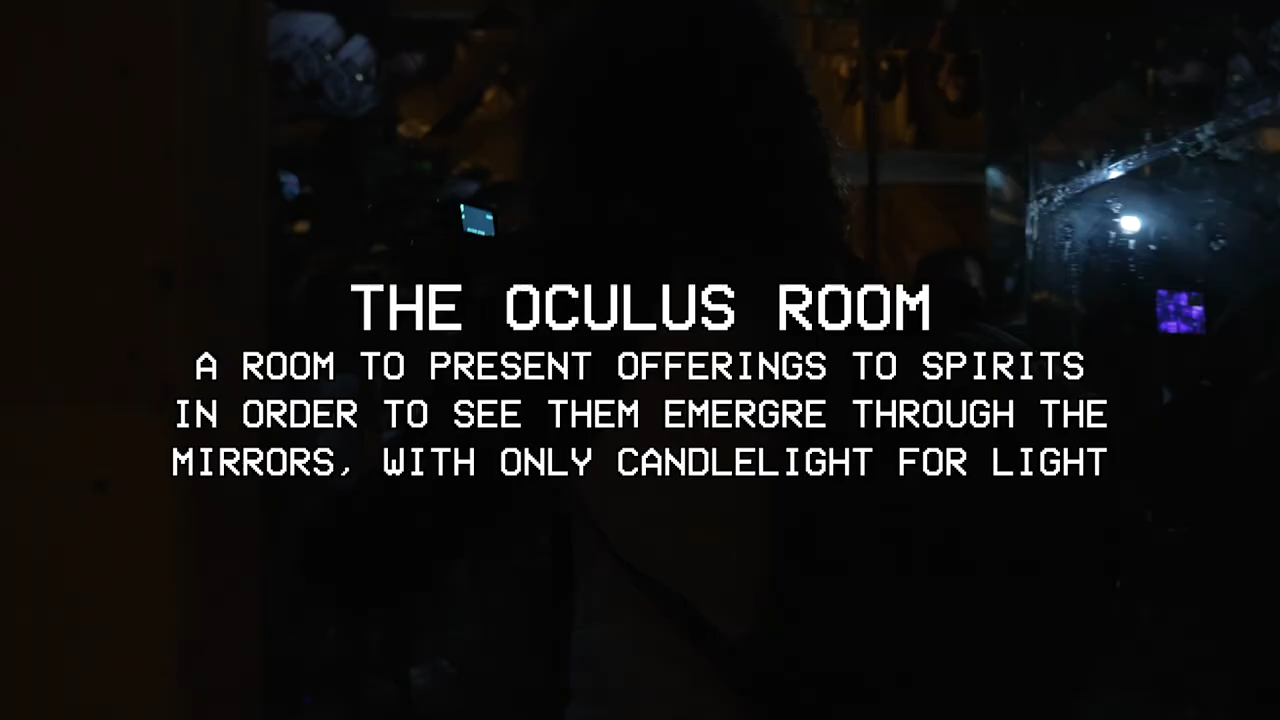 THE OCULUS ROOM
A ROOM TO PRESENT OFFERINGS TO SPIRITS
IN ORDER TO SEE THEM EMERGRE THROUGH THE
MIRRORS, WITH ONLY CANDLELIGHT FOR LIGHT